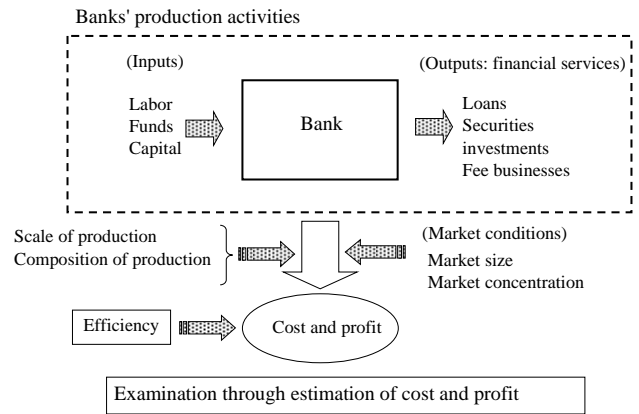 Banks' production activities
(Inputs)
Labor
Funds
Capital
Bank
(Outputs: financial services)
Loans
Securities
investments
Fee businesses
Scale of production
Composition of production
(Market conditions)
Market size
Market concentration
Efficiency
Cost and profit
Examination through estimation of cost and profit